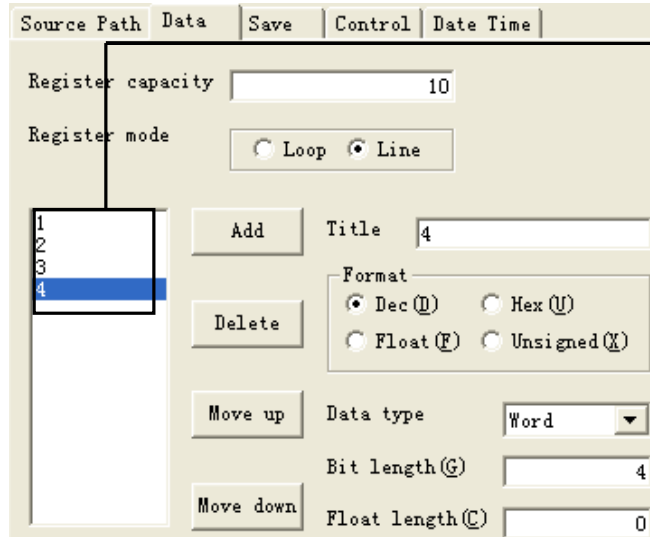 Source Path Data Save Control Date Time
Register capacity 10
Register mode Loop Line
1
2
3
4
Add Title 4
Format
Dec(D) Hex(U)
Delete Float(F) Unsigned(X)
Move up Data type Word
Bit length(G) 4
Move down Float length(C) 0